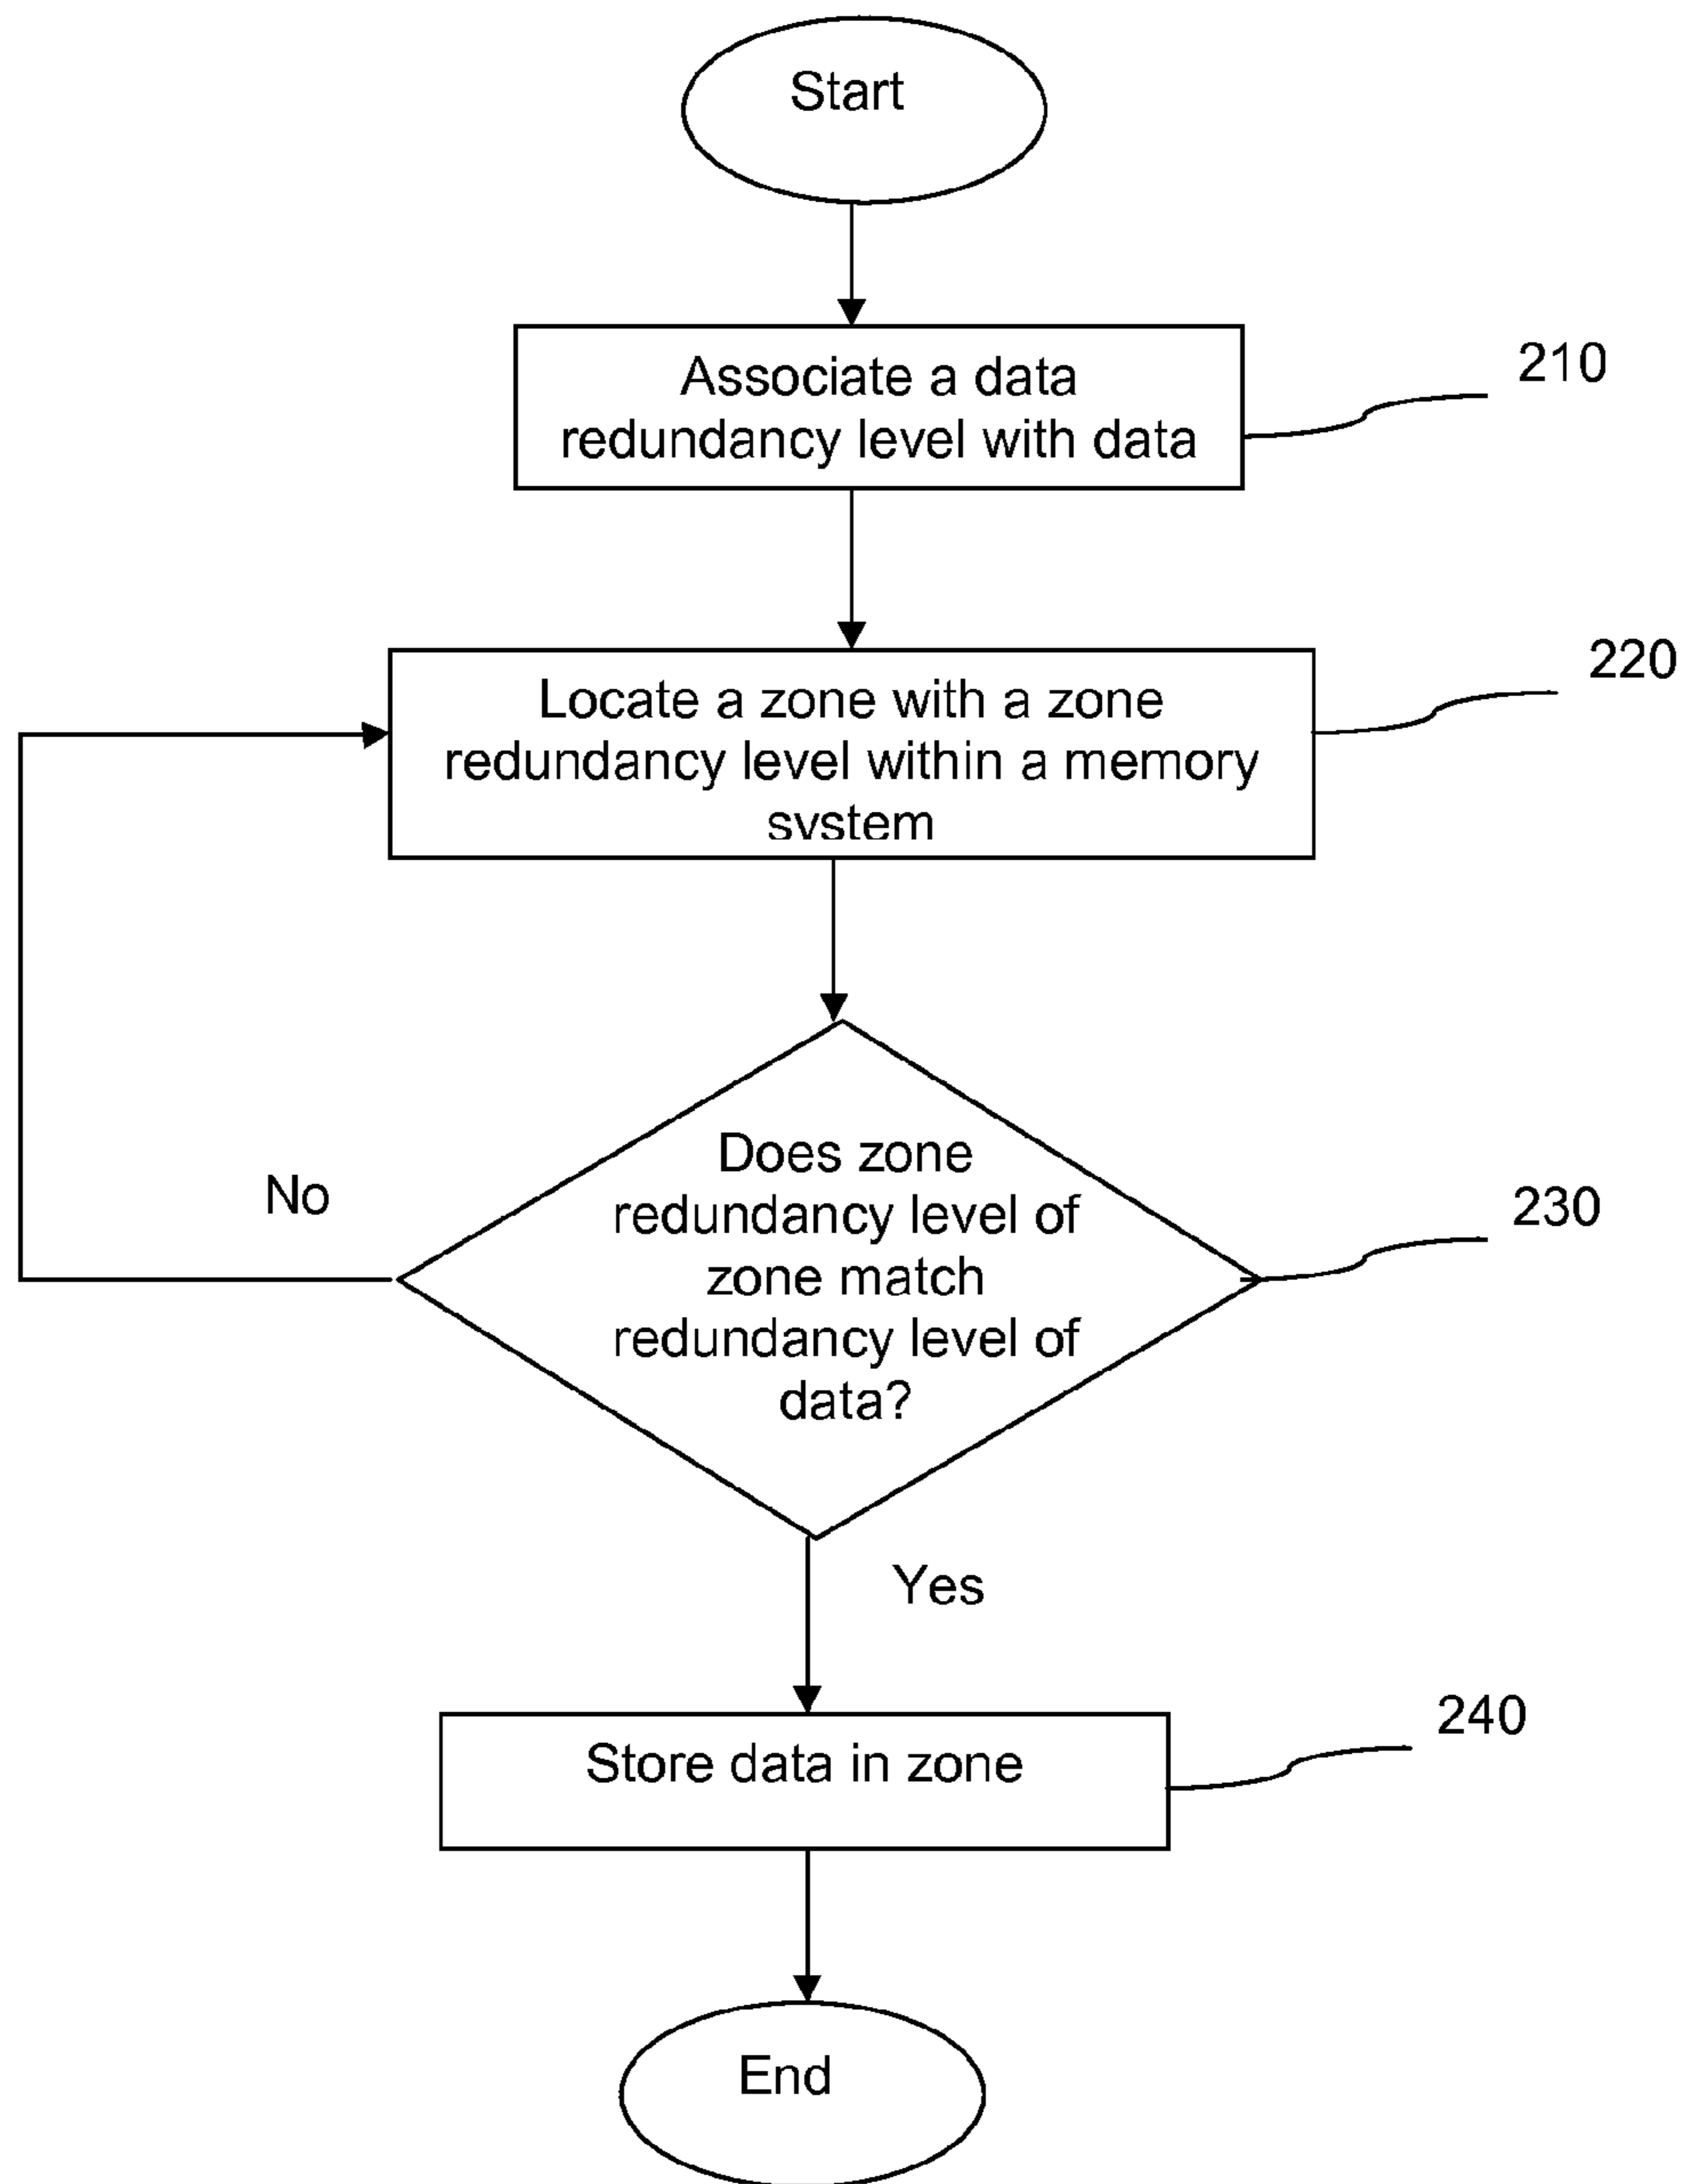 Start
Associate a data
redundancy level with data
210
Locate a zone with a zone
redundancy level within a memory
system
220
Does zone
redundancy level of
zone match
redundancy level of
data?
230
No
Yes
Store data in zone
240
End